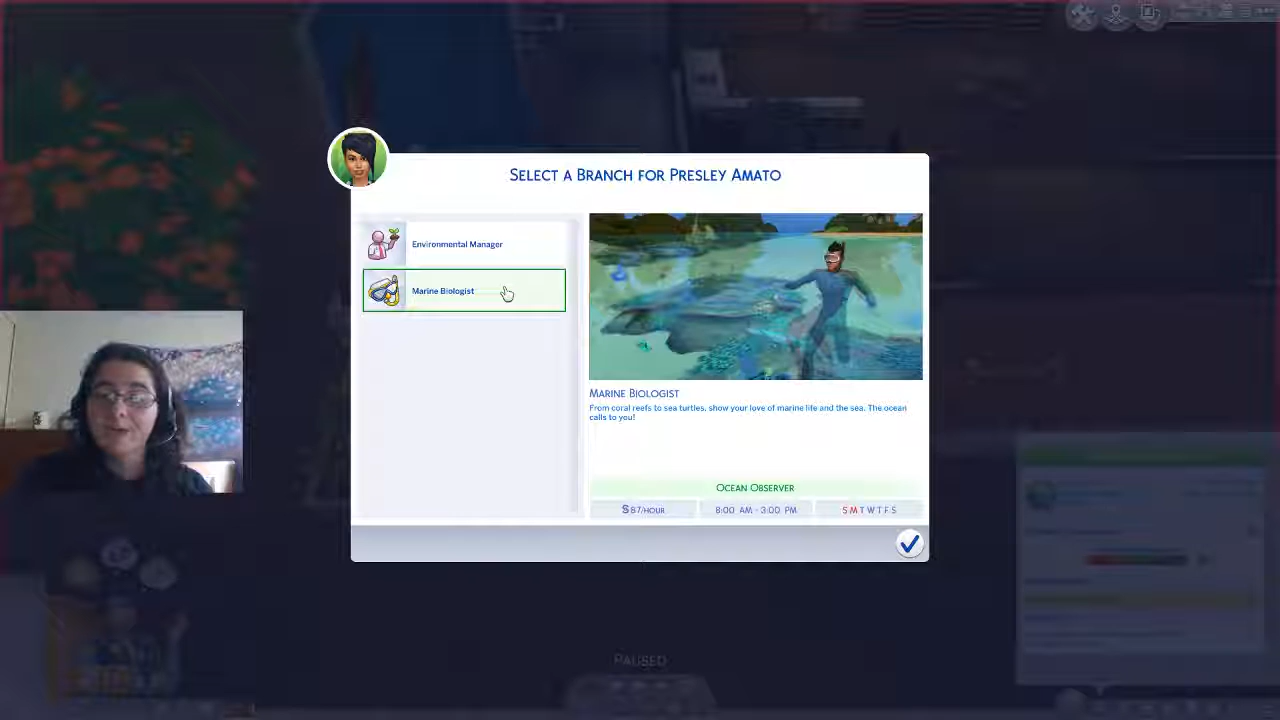 SELECT A BRANCH FOR PRESLEY AMATO
Environmental Manager
Marine Biologist
MARINE BIOLOGIST
From coral reefs to sea turtles, show your love of marine life and the sea. The ocean
calls to you!
OCEAN OBSERVER
§87/HOUR
8:00 AM - 3:00 PM
S M T W T F S
PAUSED